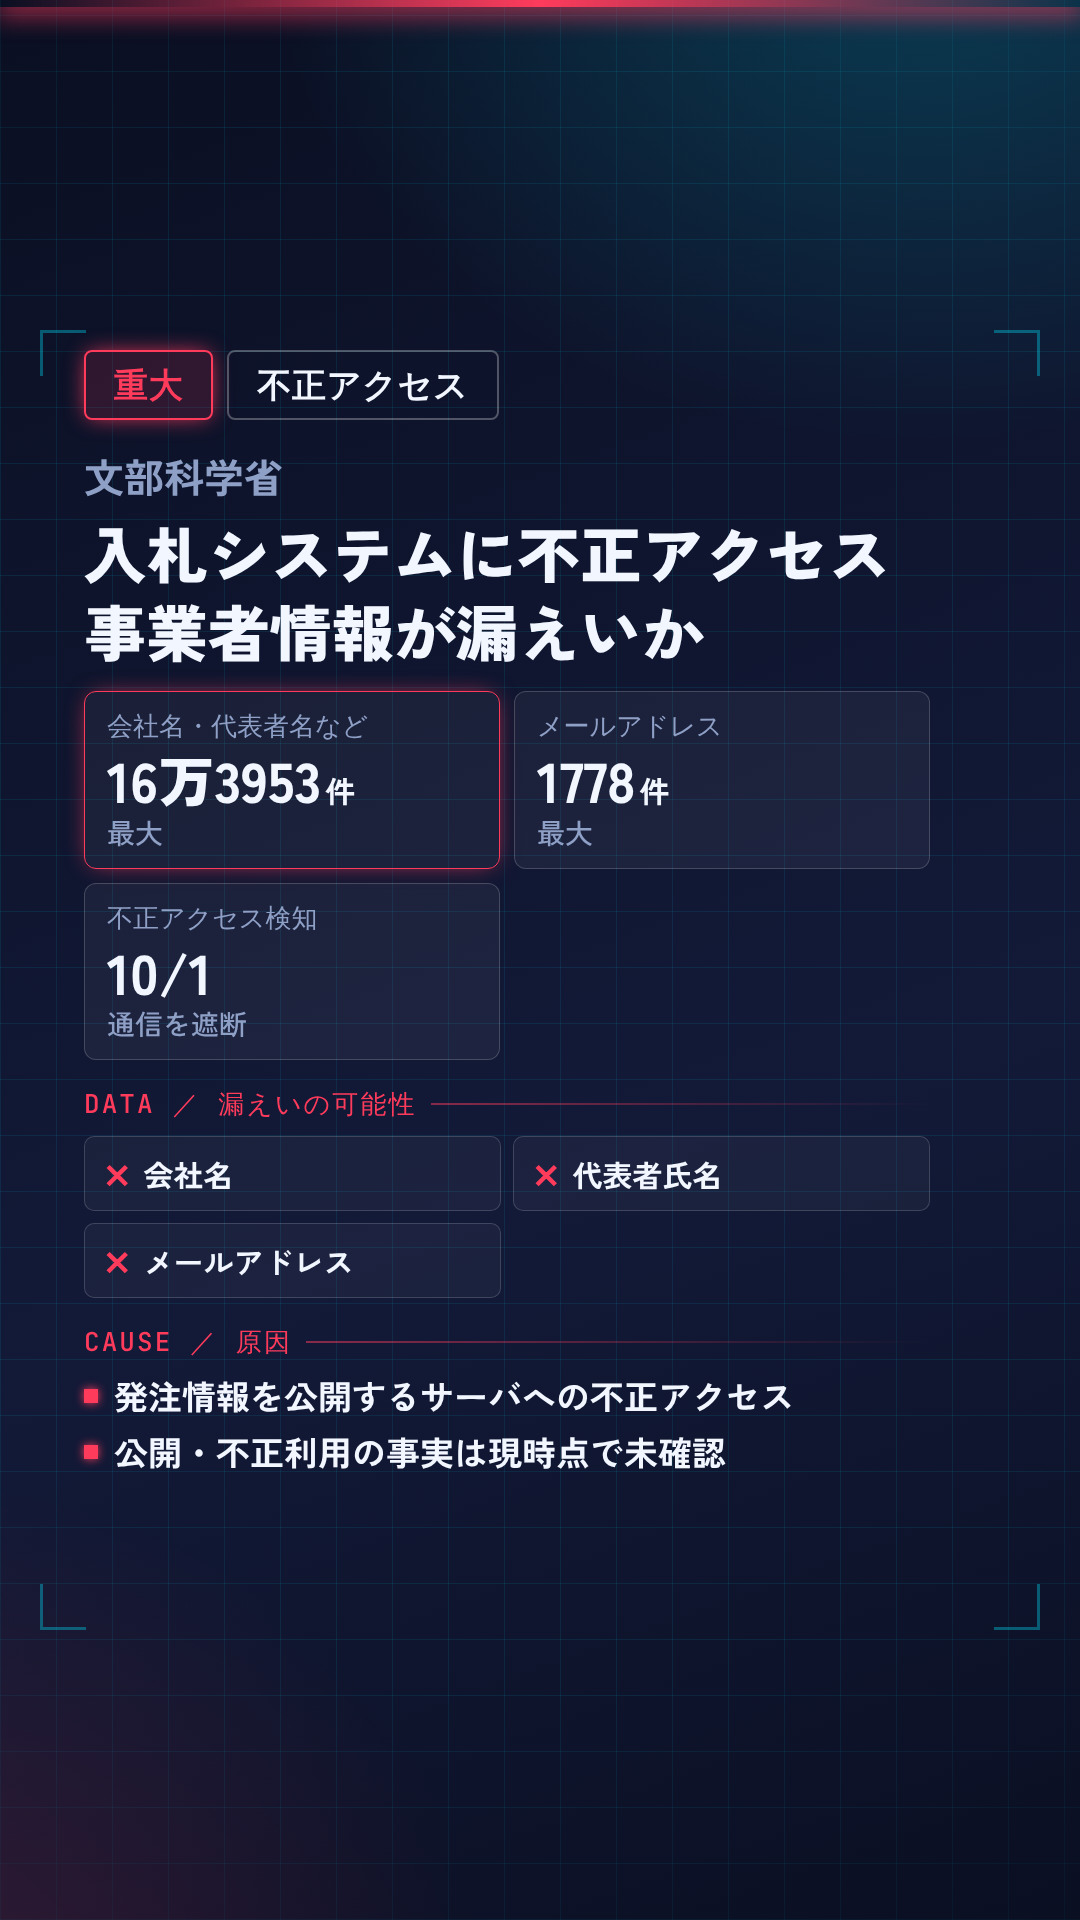 重大 不正アクセス
文部科学省
入札システムに不正アクセス
事業者情報が漏えいか
会社名・代表者名など
16万3953件
最大
メールアドレス
1778件
最大
不正アクセス検知
10/1
通信を遮断
DATA ／ 漏えいの可能性
✕ 会社名
✕ 代表者氏名
✕ メールアドレス
CAUSE ／ 原因
発注情報を公開するサーバへの不正アクセス
公開・不正利用の事実は現時点で未確認